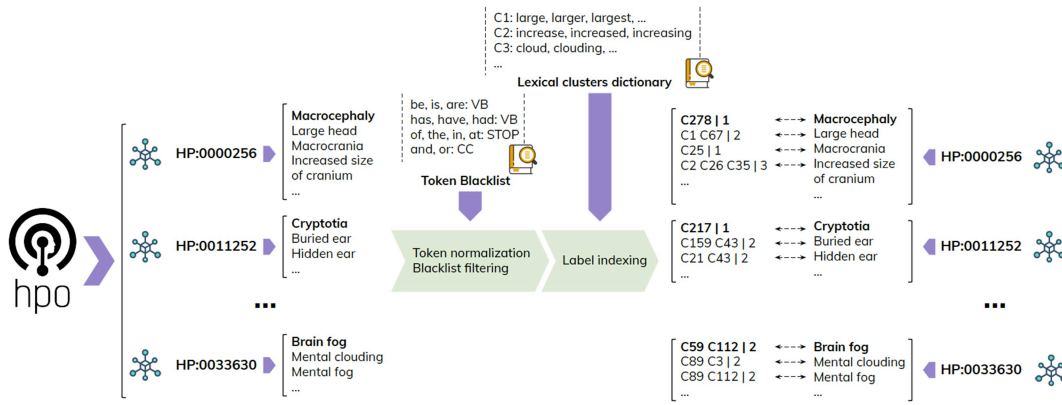 C1: large, larger, largest, ...
C2: increase, increased, increasing
C3: cloud, clouding, ...
...
Lexical clusters dictionary
be, is, are: VB
has, have, had: VB
of, the, in, at: STOP
and, or: CC
Token Blacklist
hpo
HP:0000256
Macrocephaly
Large head
Macrocrania
Increased size
of cranium
...
HP:0011252
Cryptotia
Buried ear
Hidden ear
...
...
HP:0033630
Brain fog
Mental clouding
Mental fog
...
Token normalization
Blacklist filtering
Label indexing
C278 | 1 Macrocephaly
C1 C67 | 2 Large head
C25 | 1 Macrocrania
C2 C26 C35 | 3 Increased size
of cranium
... ...
HP:0000256
C217 | 1 Cryptotia
C159 C43 | 2 Buried ear
C21 C43 | 2 Hidden ear
... ...
HP:0011252
...
C59 C112 | 2 Brain fog
C89 C3 | 2 Mental clouding
C89 C112 | 2 Mental fog
... ...
HP:0033630